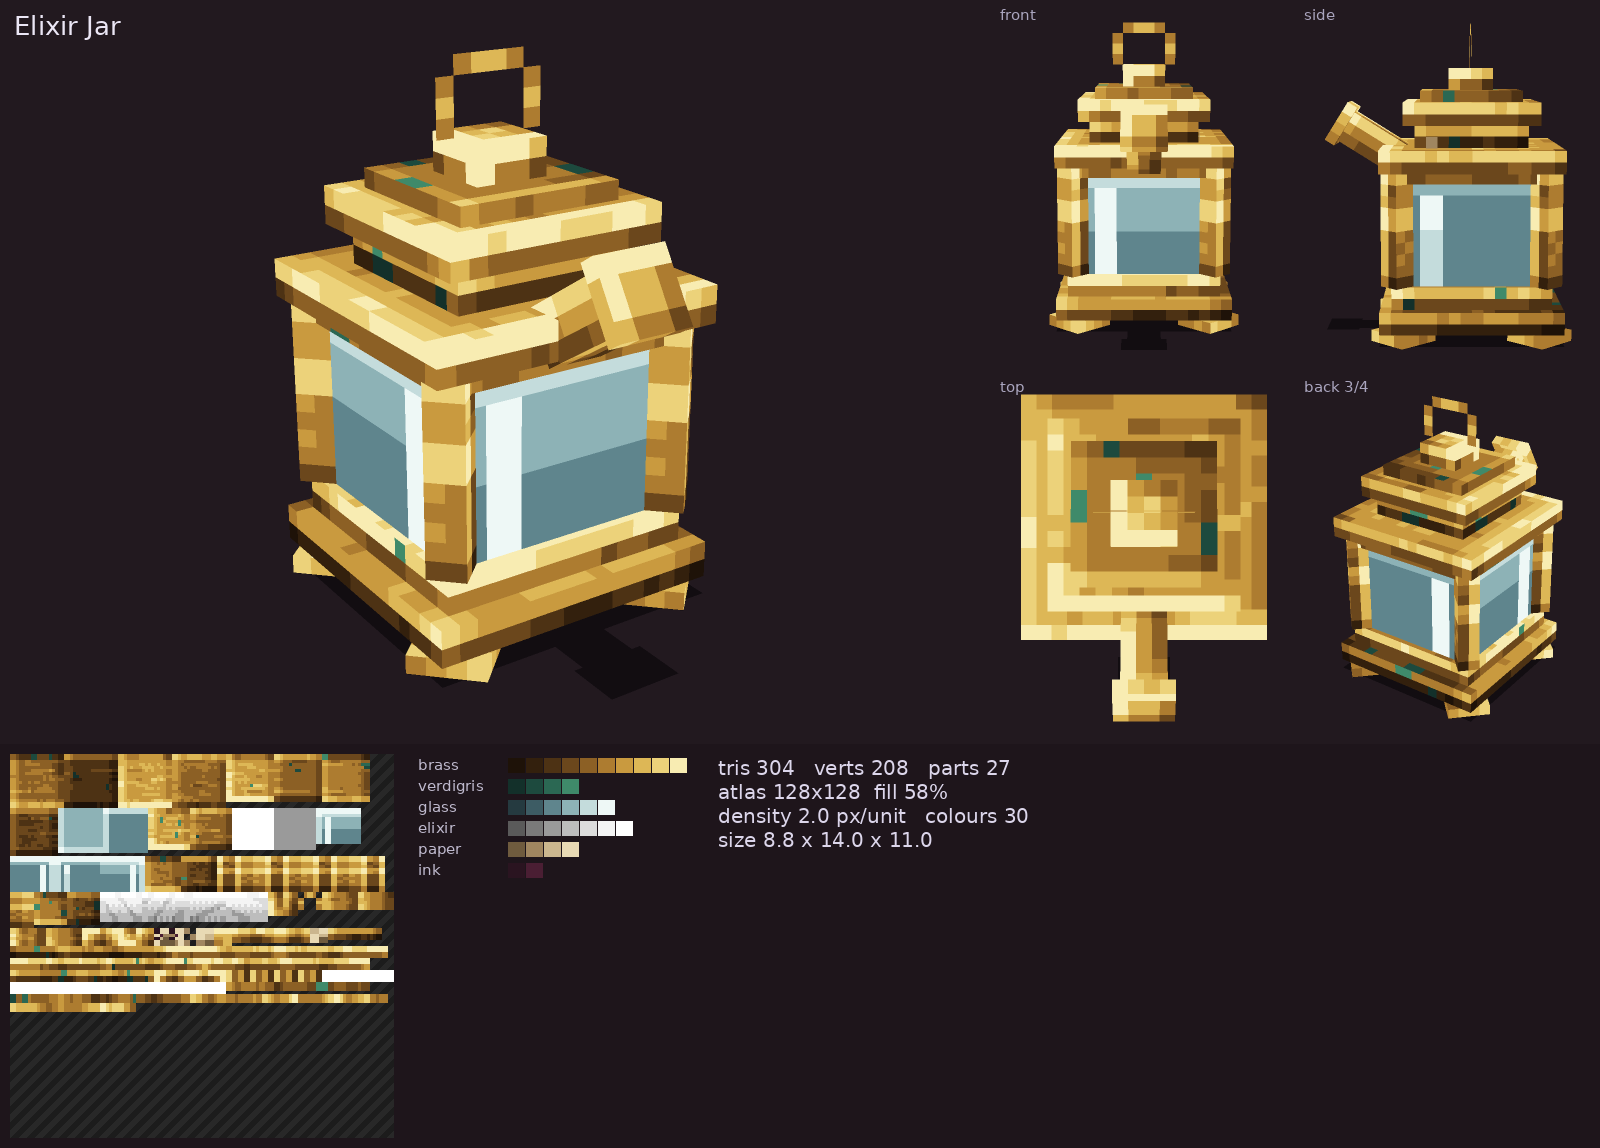 Elixir Jar
front
side
top
back 3/4
brass
verdigris
glass
elixir
paper
ink
tris 304   verts 208   parts 27
atlas 128x128  fill 58%
density 2.0 px/unit   colours 30
size 8.8 x 14.0 x 11.0